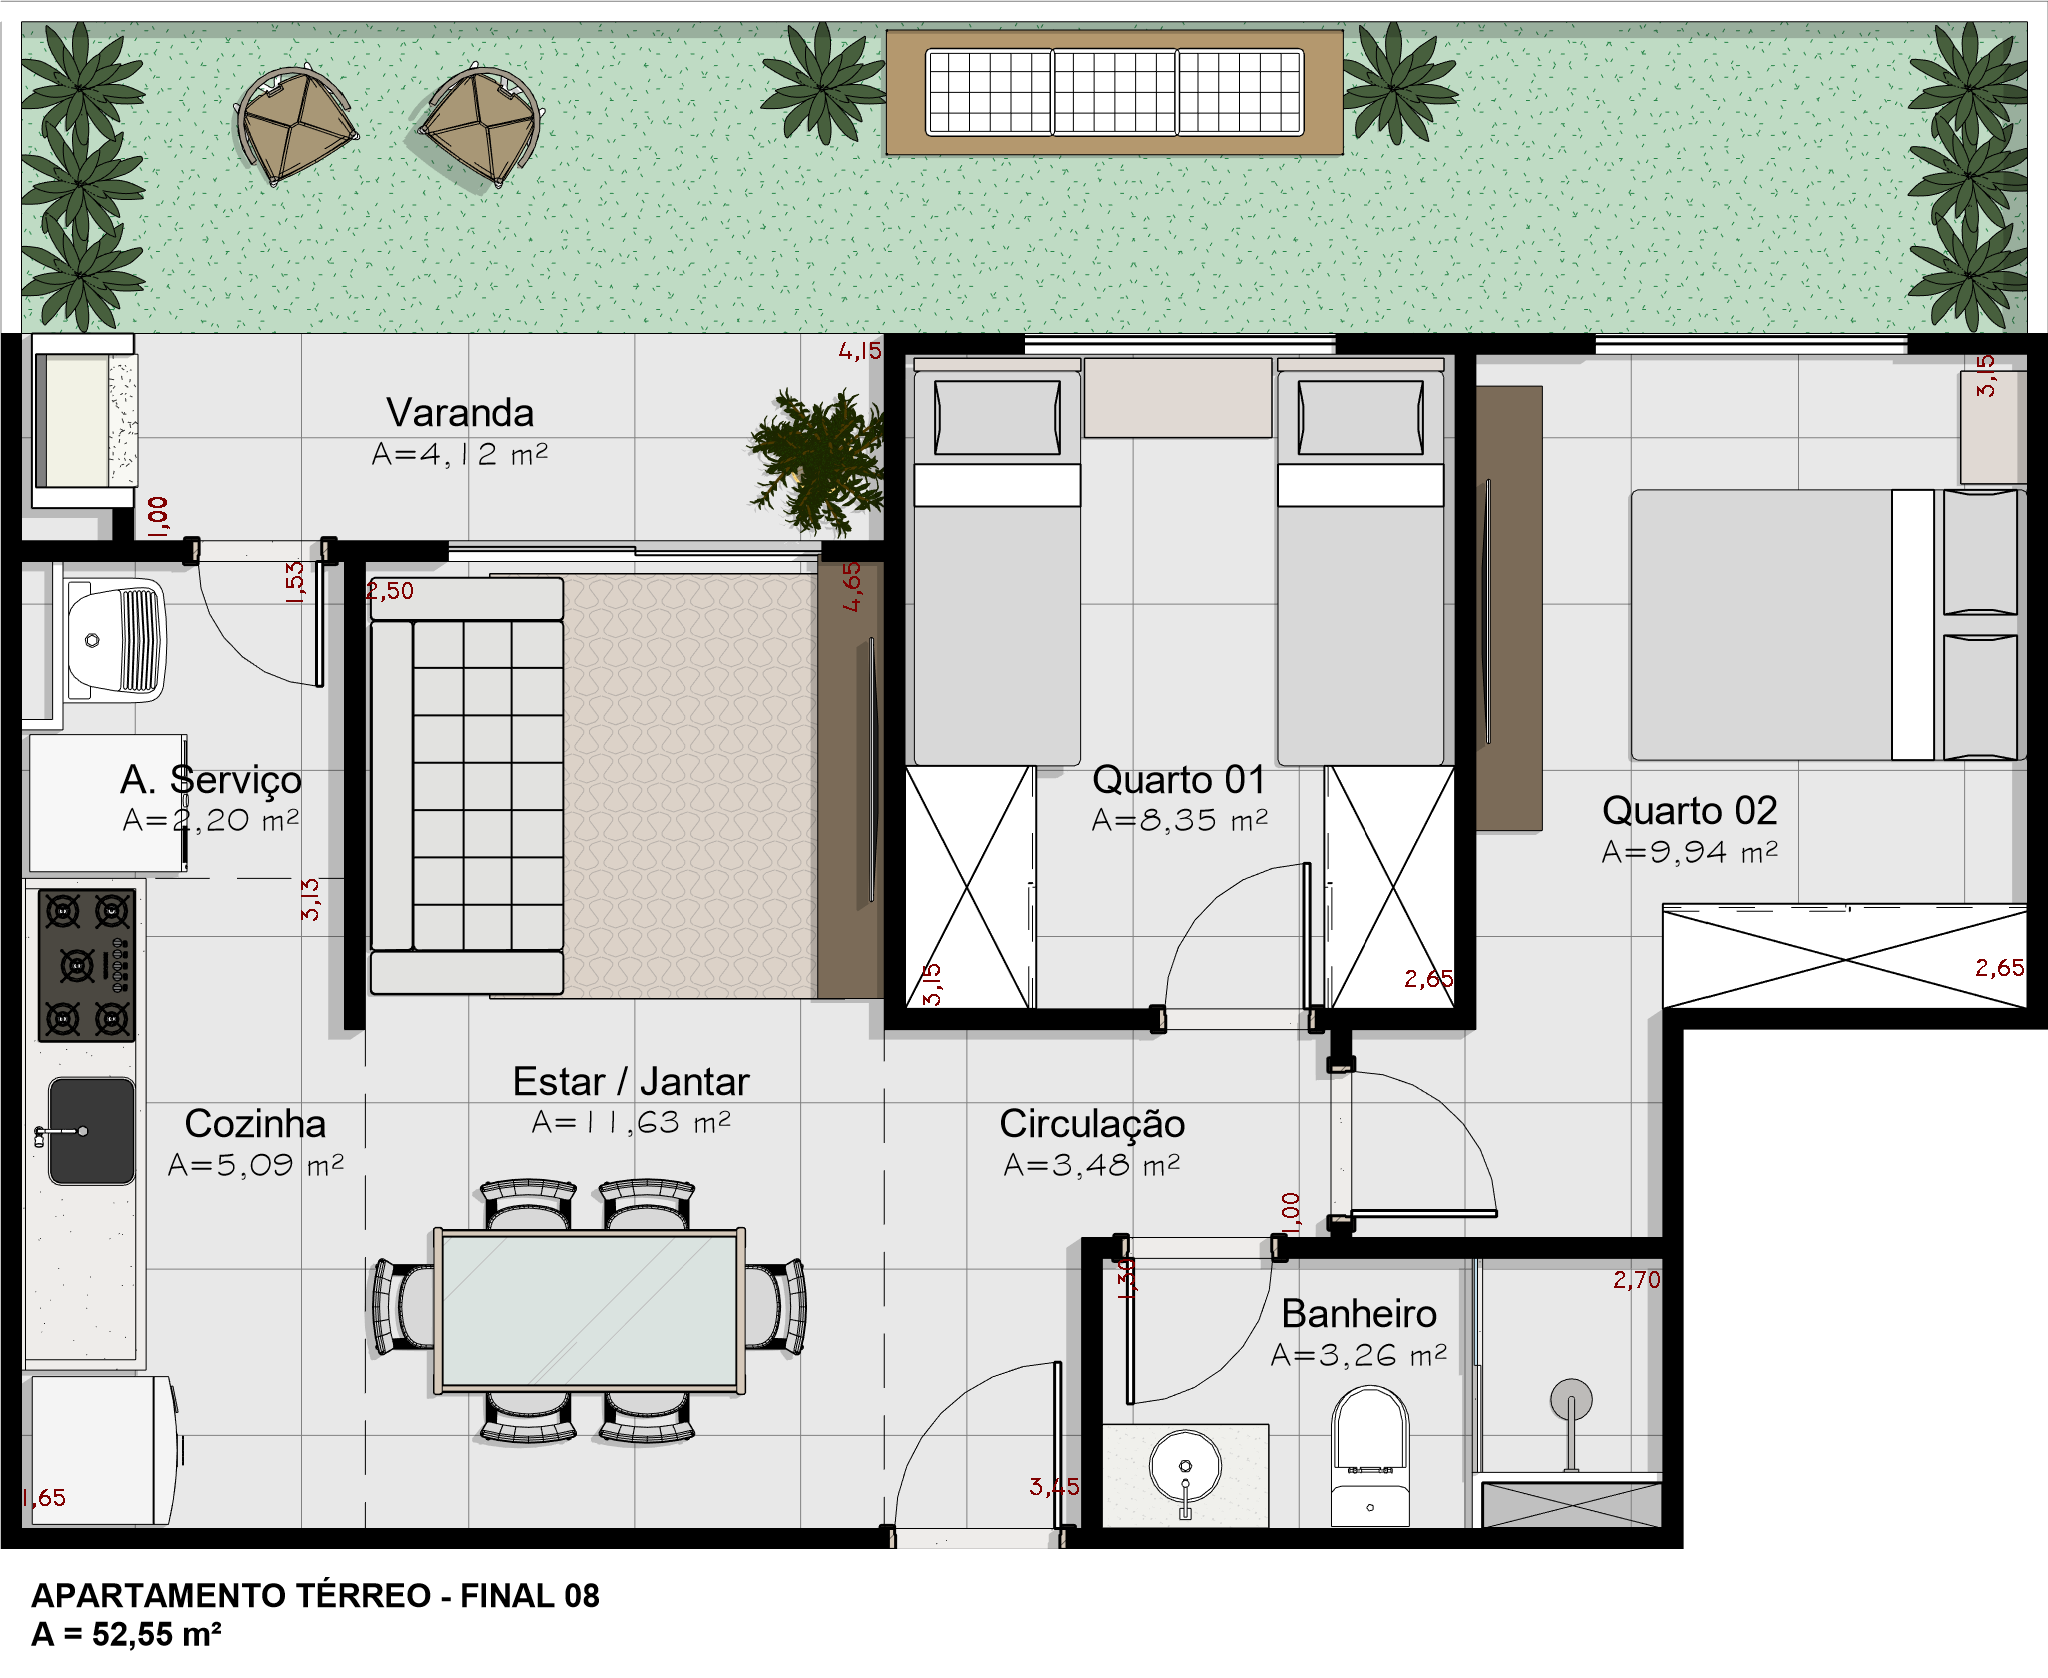 4,15
3,15
Varanda
A=4,12 m²
1,00
1,53
2,50
4,65
A. Serviço
A=2,20 m²
Quarto 01
A=8,35 m²
Quarto 02
A=9,94 m²
3,13
3,15
2,65
2,65
Estar / Jantar
A=11,63 m²
Cozinha
A=5,09 m²
Circulação
A=3,48 m²
1,00
1,30
2,70
Banheiro
A=3,26 m²
3,45
1,65
APARTAMENTO TÉRREO - FINAL 08
A = 52,55 m²